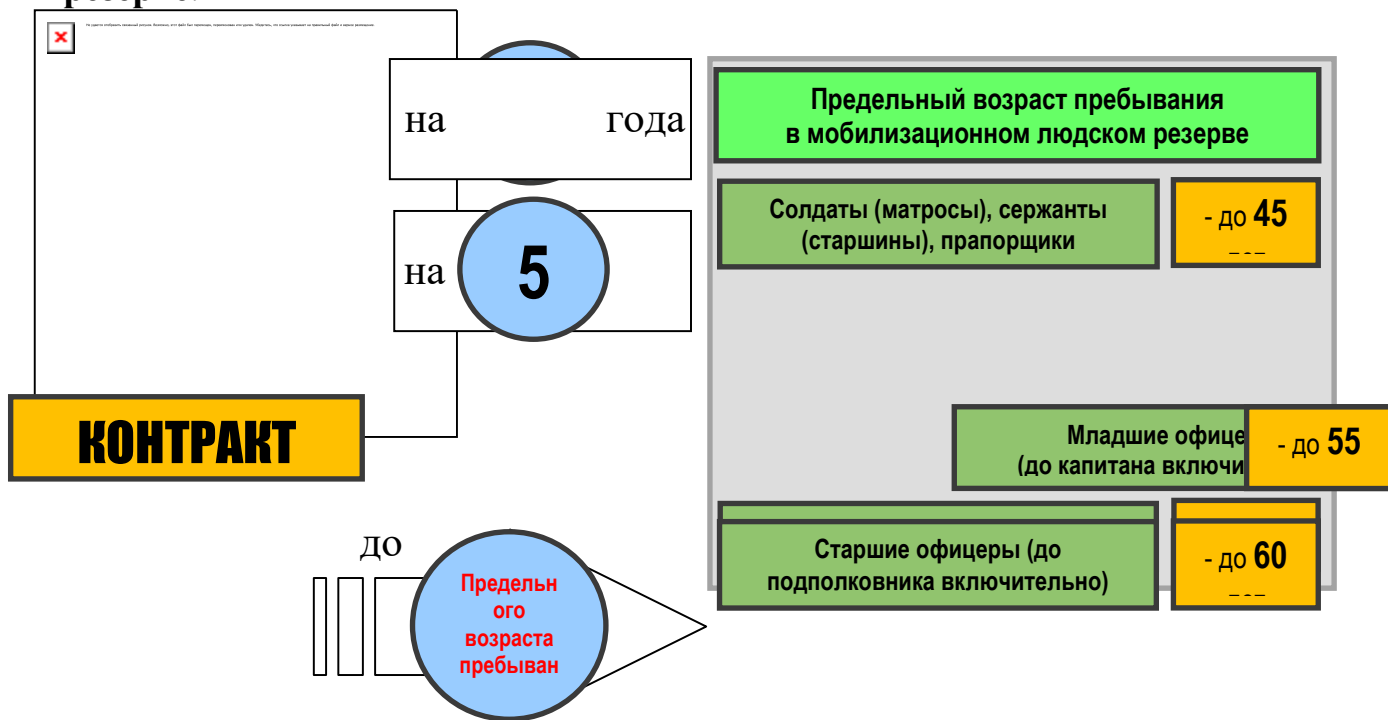 на года
на 5
КОНТРАКТ
до
Предельн
ого
возраста
пребыван
Предельный возраст пребывания
в мобилизационном людском резерве
Солдаты (матросы), сержанты
(старшины), прапорщики
- до 45
Младшие офице
(до капитана включи
- до 55
Старшие офицеры (до
подполковника включительно)
- до 60